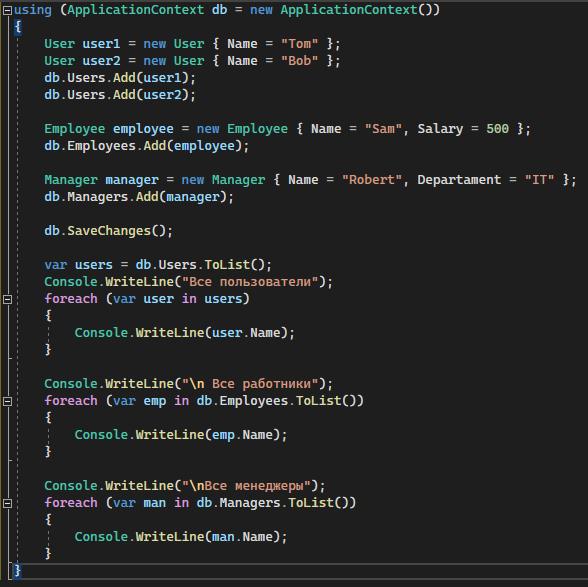 using (ApplicationContext db = new ApplicationContext())
{
User user1 = new User { Name = "Tom" };
User user2 = new User { Name = "Bob" };
db.Users.Add(user1);
db.Users.Add(user2);
Employee employee = new Employee { Name = "Sam", Salary = 500 };
db.Employees.Add(employee);
Manager manager = new Manager { Name = "Robert", Departament = "IT" };
db.Managers.Add(manager);
db.SaveChanges();
var users = db.Users.ToList();
Console.WriteLine("Все пользователи");
foreach (var user in users)
{
Console.WriteLine(user.Name);
}
Console.WriteLine("\n Все работники");
foreach (var emp in db.Employees.ToList())
{
Console.WriteLine(emp.Name);
}
Console.WriteLine("\nВсе менеджеры");
foreach (var man in db.Managers.ToList())
{
Console.WriteLine(man.Name);
}
}